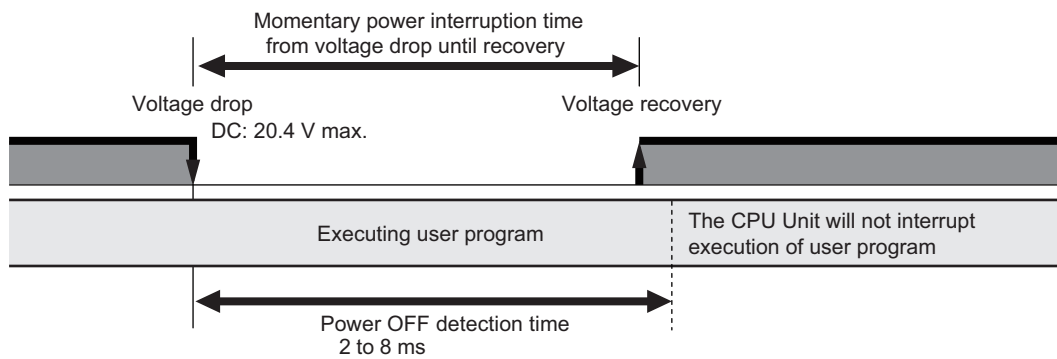 Momentary power interruption time
from voltage drop until recovery
Voltage drop
Voltage recovery
DC: 20.4 V max.
Executing user program
The CPU Unit will not interrupt
execution of user program
Power OFF detection time
2 to 8 ms